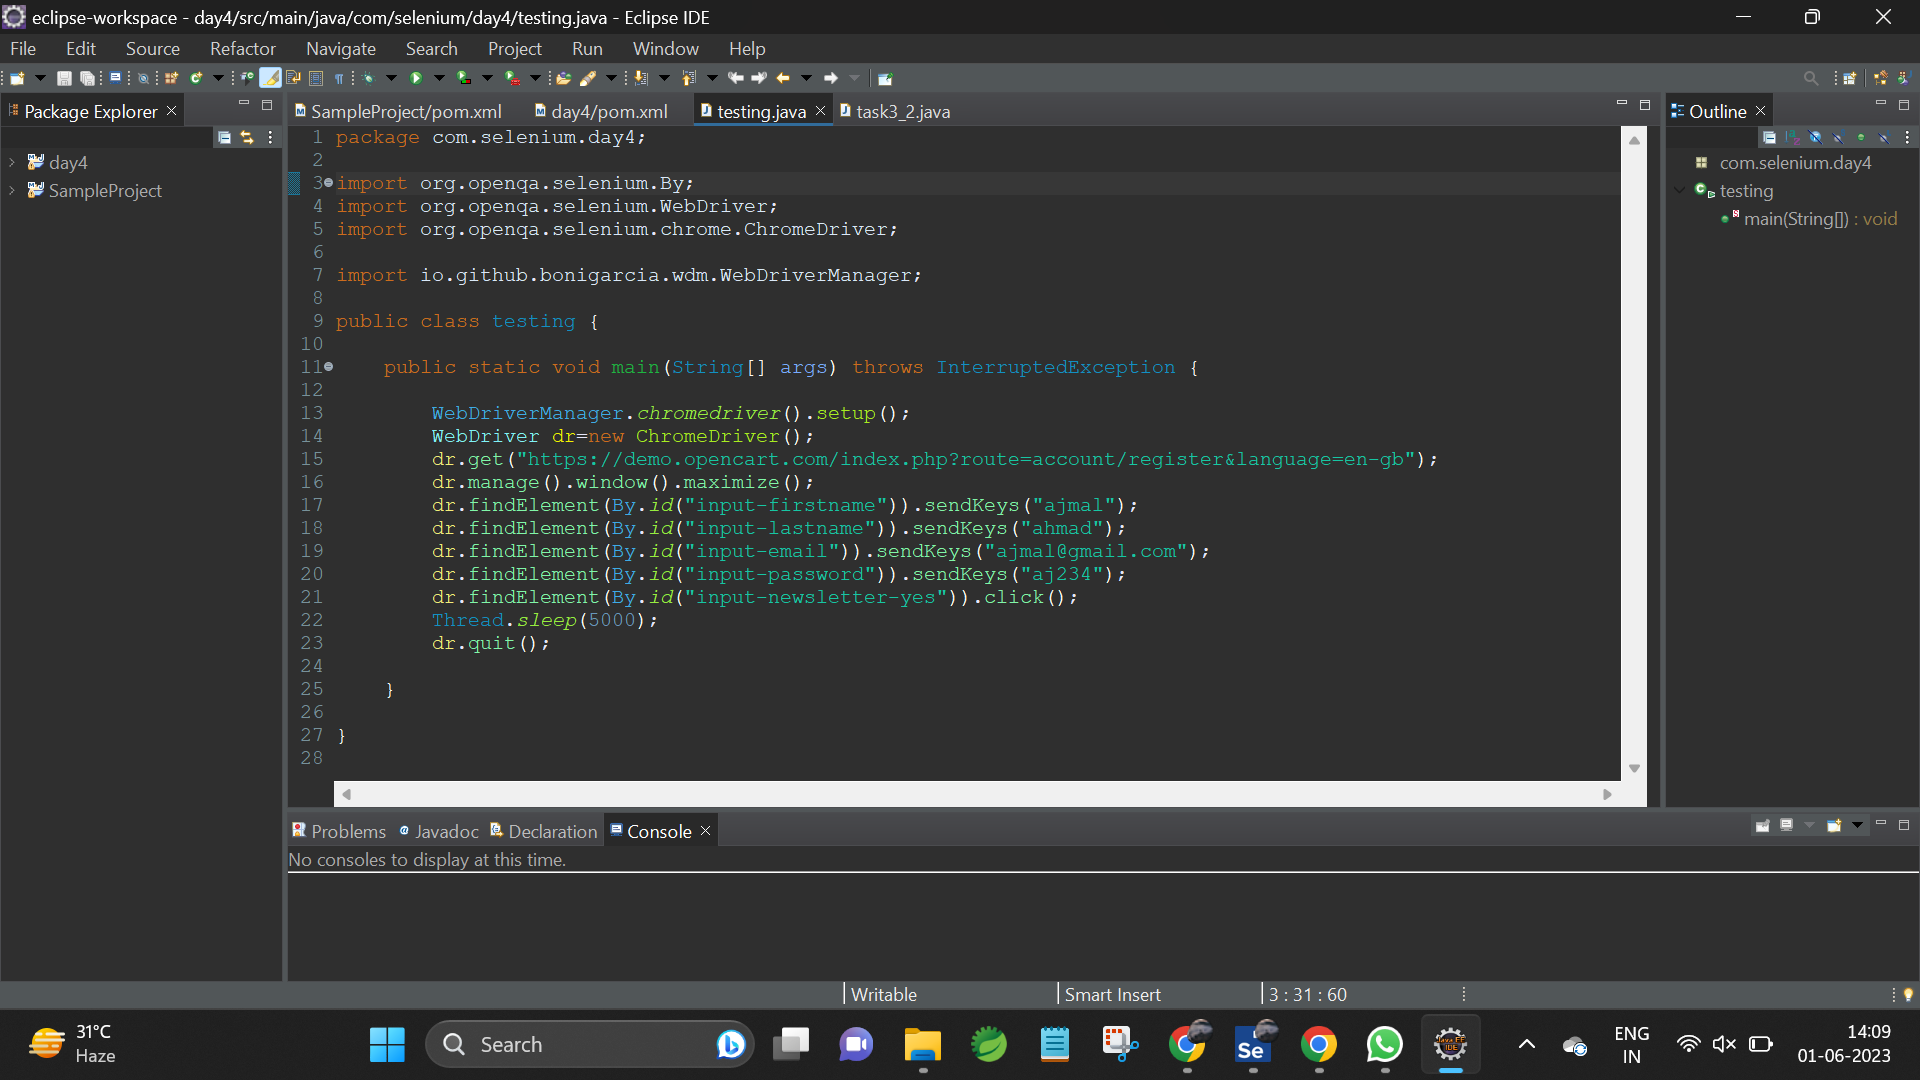 eclipse-workspace - day4/src/main/java/com/selenium/day4/testing.java - Eclipse IDE
File Edit Source Refactor Navigate Search Project Run Window Help
Package Explorer
day4
SampleProject
SampleProject/pom.xml day4/pom.xml testing.java task3_2.java
1 package com.selenium.day4;
2
3 import org.openqa.selenium.By;
4 import org.openqa.selenium.WebDriver;
5 import org.openqa.selenium.chrome.ChromeDriver;
6
7 import io.github.bonigarcia.wdm.WebDriverManager;
8
9 public class testing {
10
11 public static void main(String[] args) throws InterruptedException {
12
13 WebDriverManager.chromedriver().setup();
14 WebDriver dr=new ChromeDriver();
15 dr.get("https://demo.opencart.com/index.php?route=account/register&language=en-gb");
16 dr.manage().window().maximize();
17 dr.findElement(By.id("input-firstname")).sendKeys("ajmal");
18 dr.findElement(By.id("input-lastname")).sendKeys("ahmad");
19 dr.findElement(By.id("input-email")).sendKeys("ajmal@gmail.com");
20 dr.findElement(By.id("input-password")).sendKeys("aj234");
21 dr.findElement(By.id("input-newsletter-yes")).click();
22 Thread.sleep(5000);
23 dr.quit();
24
25 }
26
27 }
28
Outline
com.selenium.day4
testing
main(String[]) : void
Problems Javadoc Declaration Console
No consoles to display at this time.
Writable Smart Insert 3 : 31 : 60
31°C
Haze
Search
Se
Java EE
IDE
ENG
IN
14:09
01-06-2023